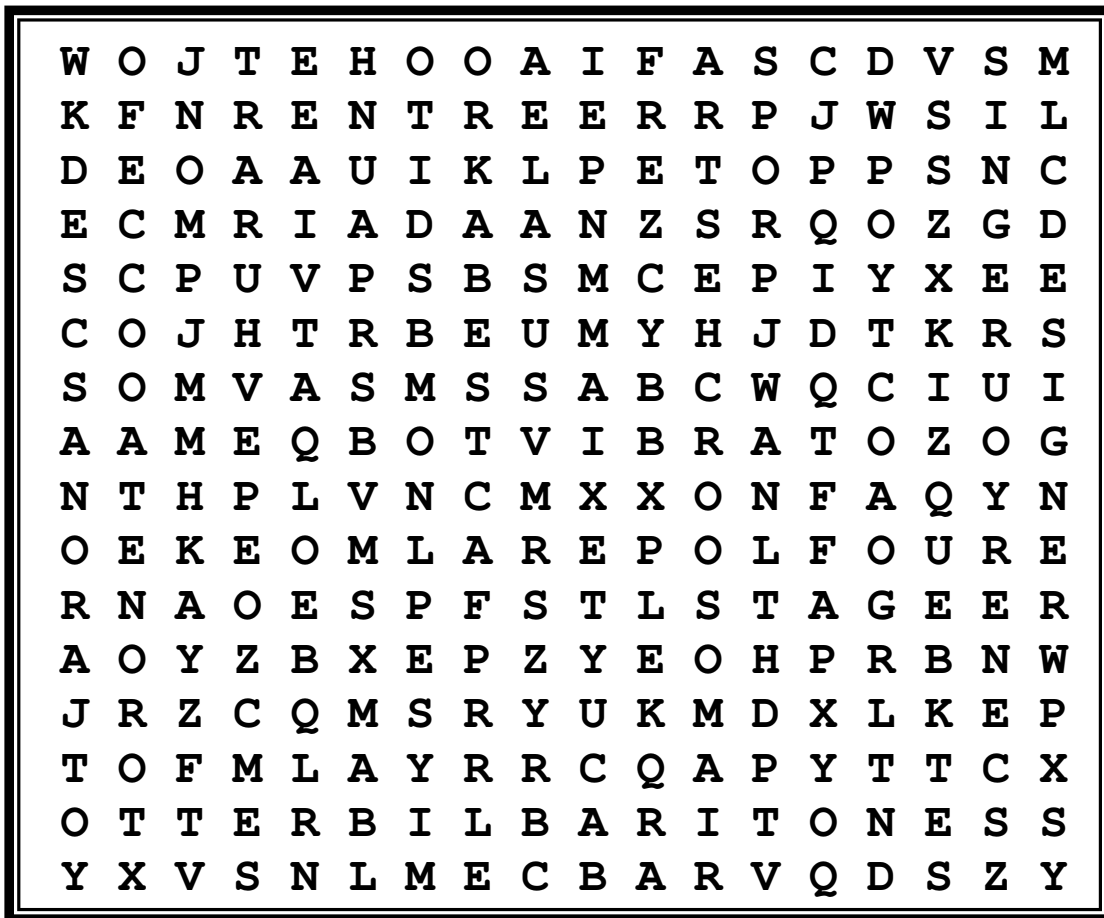 W O J T E H O O A I F A S C D V S M
K F N R E N T R E E R R P J W S I L
D E O A A U I K L P E T O P P S N C
E C M R I A D A A N Z S R Q O Z G D
S C P U V P S B S M C E P I Y X E E
C O J H T R B E U M Y H J D T K R S
S O M V A S M S S A B C W Q C I U I
A A M E Q B O T V I B R A T O Z O G
N T H P L V N C M X X O N F A Q Y N
O E K E O M L A R E P O L F O U R E
R N A O E S P F S T L S T A G E E R
A O Y Z B X E P Z Y E O H P R B N W
J R Z C Q M S R Y U K M D X L K E P
T O F M L A Y R R C Q A P Y T T C X
O T T E R B I L B A R I T O N E S S
Y X V S N L M E C B A R V Q D S Z Y